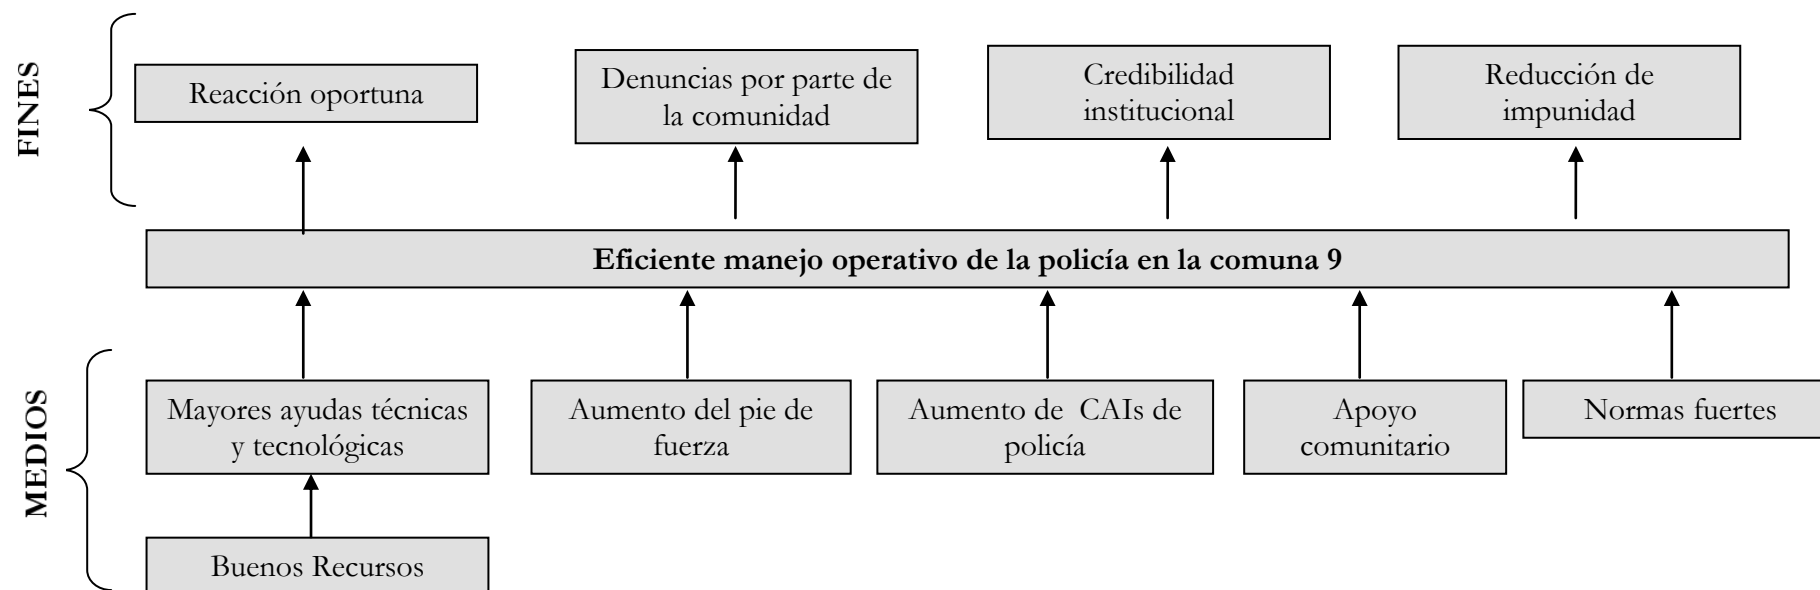 FINES
Reacción oportuna
Denuncias por parte de
la comunidad
Credibilidad
institucional
Reducción de
impunidad
Eficiente manejo operativo de la policía en la comuna 9
MEDIOS
Mayores ayudas técnicas
y tecnológicas
Aumento del pie de
fuerza
Aumento de  CAIs de
policía
Apoyo
comunitario
Normas fuertes
Buenos Recursos